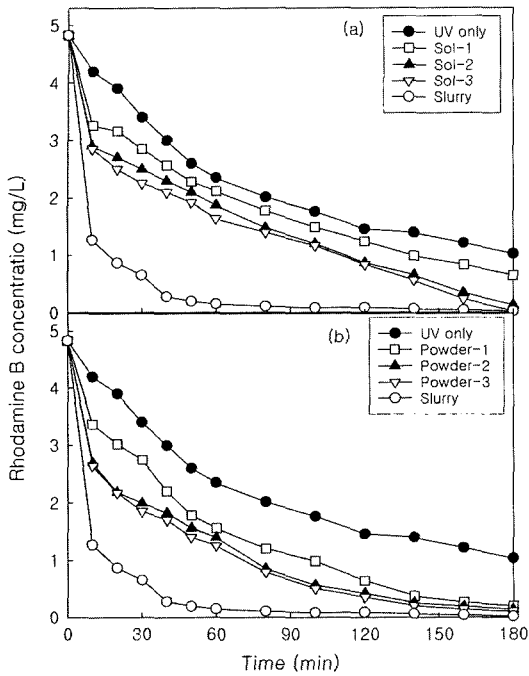 (a)
UV only
Sol-1
Sol-2
Sol-3
Slurry
5
4
3
2
1
0
(b)
UV only
Powder-1
Powder-2
Powder-3
Slurry
5
4
3
2
1
0
0 30 60 90 120 150 180
Time (min)
Rhodamine B concentratio (mg/L)